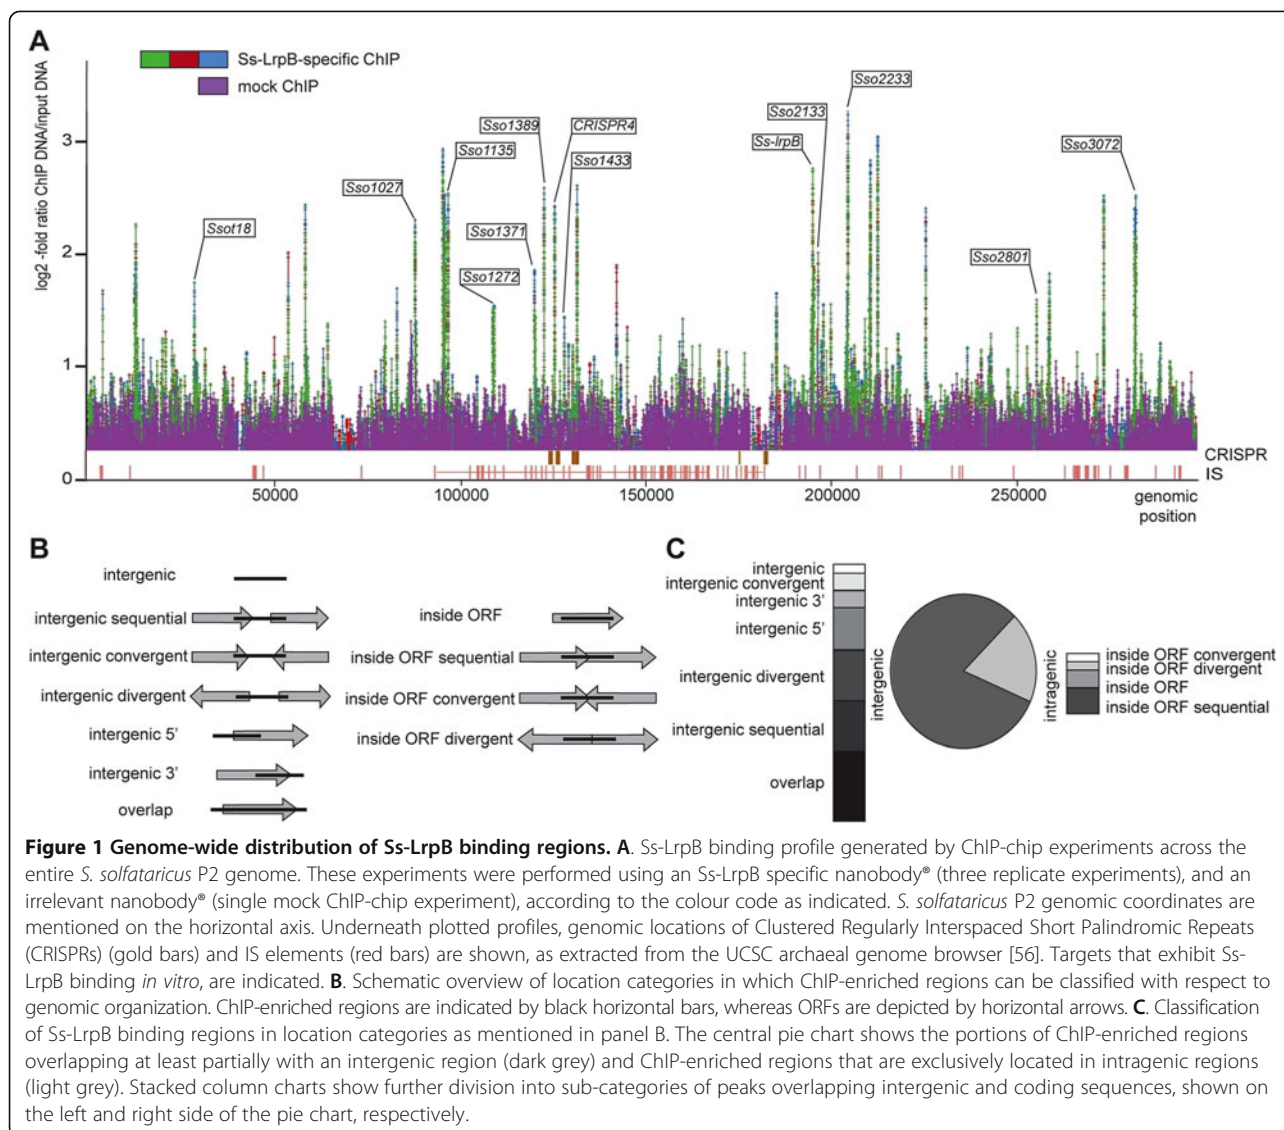 A
Ss-LrpB-specific ChIP
mock ChIP
log2 -fold ratio ChIP DNA/input DNA
3
2
1
0
Ssot18
Sso1027
Sso1135
Sso1272
Sso1371
Sso1389
CRISPR4
Sso1433
Ss-lrpB
Sso2133
Sso2233
Sso2801
Sso3072
CRISPR
IS
50000
100000
150000
200000
250000
genomic
position
B
intergenic
intergenic sequential
intergenic convergent
intergenic divergent
intergenic 5'
intergenic 3'
overlap
inside ORF
inside ORF sequential
inside ORF convergent
inside ORF divergent
C
intergenic
intergenic convergent
intergenic 3'
intergenic 5'
intergenic divergent
intergenic sequential
overlap
intergenic
intragenic
inside ORF convergent
inside ORF divergent
inside ORF
inside ORF sequential
Figure 1 Genome-wide distribution of Ss-LrpB binding regions. A. Ss-LrpB binding profile generated by ChIP-chip experiments across the
entire S. solfataricus P2 genome. These experiments were performed using an Ss-LrpB specific nanobody® (three replicate experiments), and an
irrelevant nanobody® (single mock ChIP-chip experiment), according to the colour code as indicated. S. solfataricus P2 genomic coordinates are
mentioned on the horizontal axis. Underneath plotted profiles, genomic locations of Clustered Regularly Interspaced Short Palindromic Repeats
(CRISPRs) (gold bars) and IS elements (red bars) are shown, as extracted from the UCSC archaeal genome browser [56]. Targets that exhibit Ss-
LrpB binding in vitro, are indicated. B. Schematic overview of location categories in which ChIP-enriched regions can be classified with respect to
genomic organization. ChIP-enriched regions are indicated by black horizontal bars, whereas ORFs are depicted by horizontal arrows. C. Classification
of Ss-LrpB binding regions in location categories as mentioned in panel B. The central pie chart shows the portions of ChIP-enriched regions
overlapping at least partially with an intergenic region (dark grey) and ChIP-enriched regions that are exclusively located in intragenic regions
(light grey). Stacked column charts show further division into sub-categories of peaks overlapping intergenic and coding sequences, shown on
the left and right side of the pie chart, respectively.